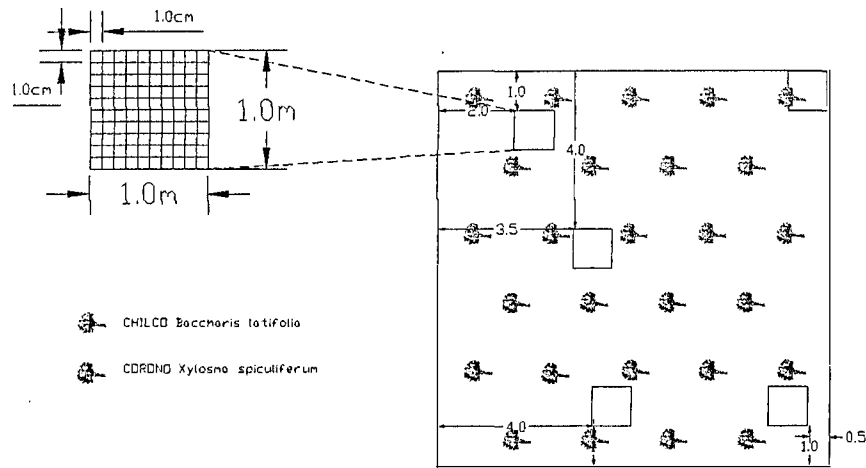 1.0cm
1.0cm
1.0m
1.0m
1.0
2.0
4.0
3.5
CHILCO Baccharis latifolia
CORONO Xylosma spiculiferum
4.0
1.0
0.5